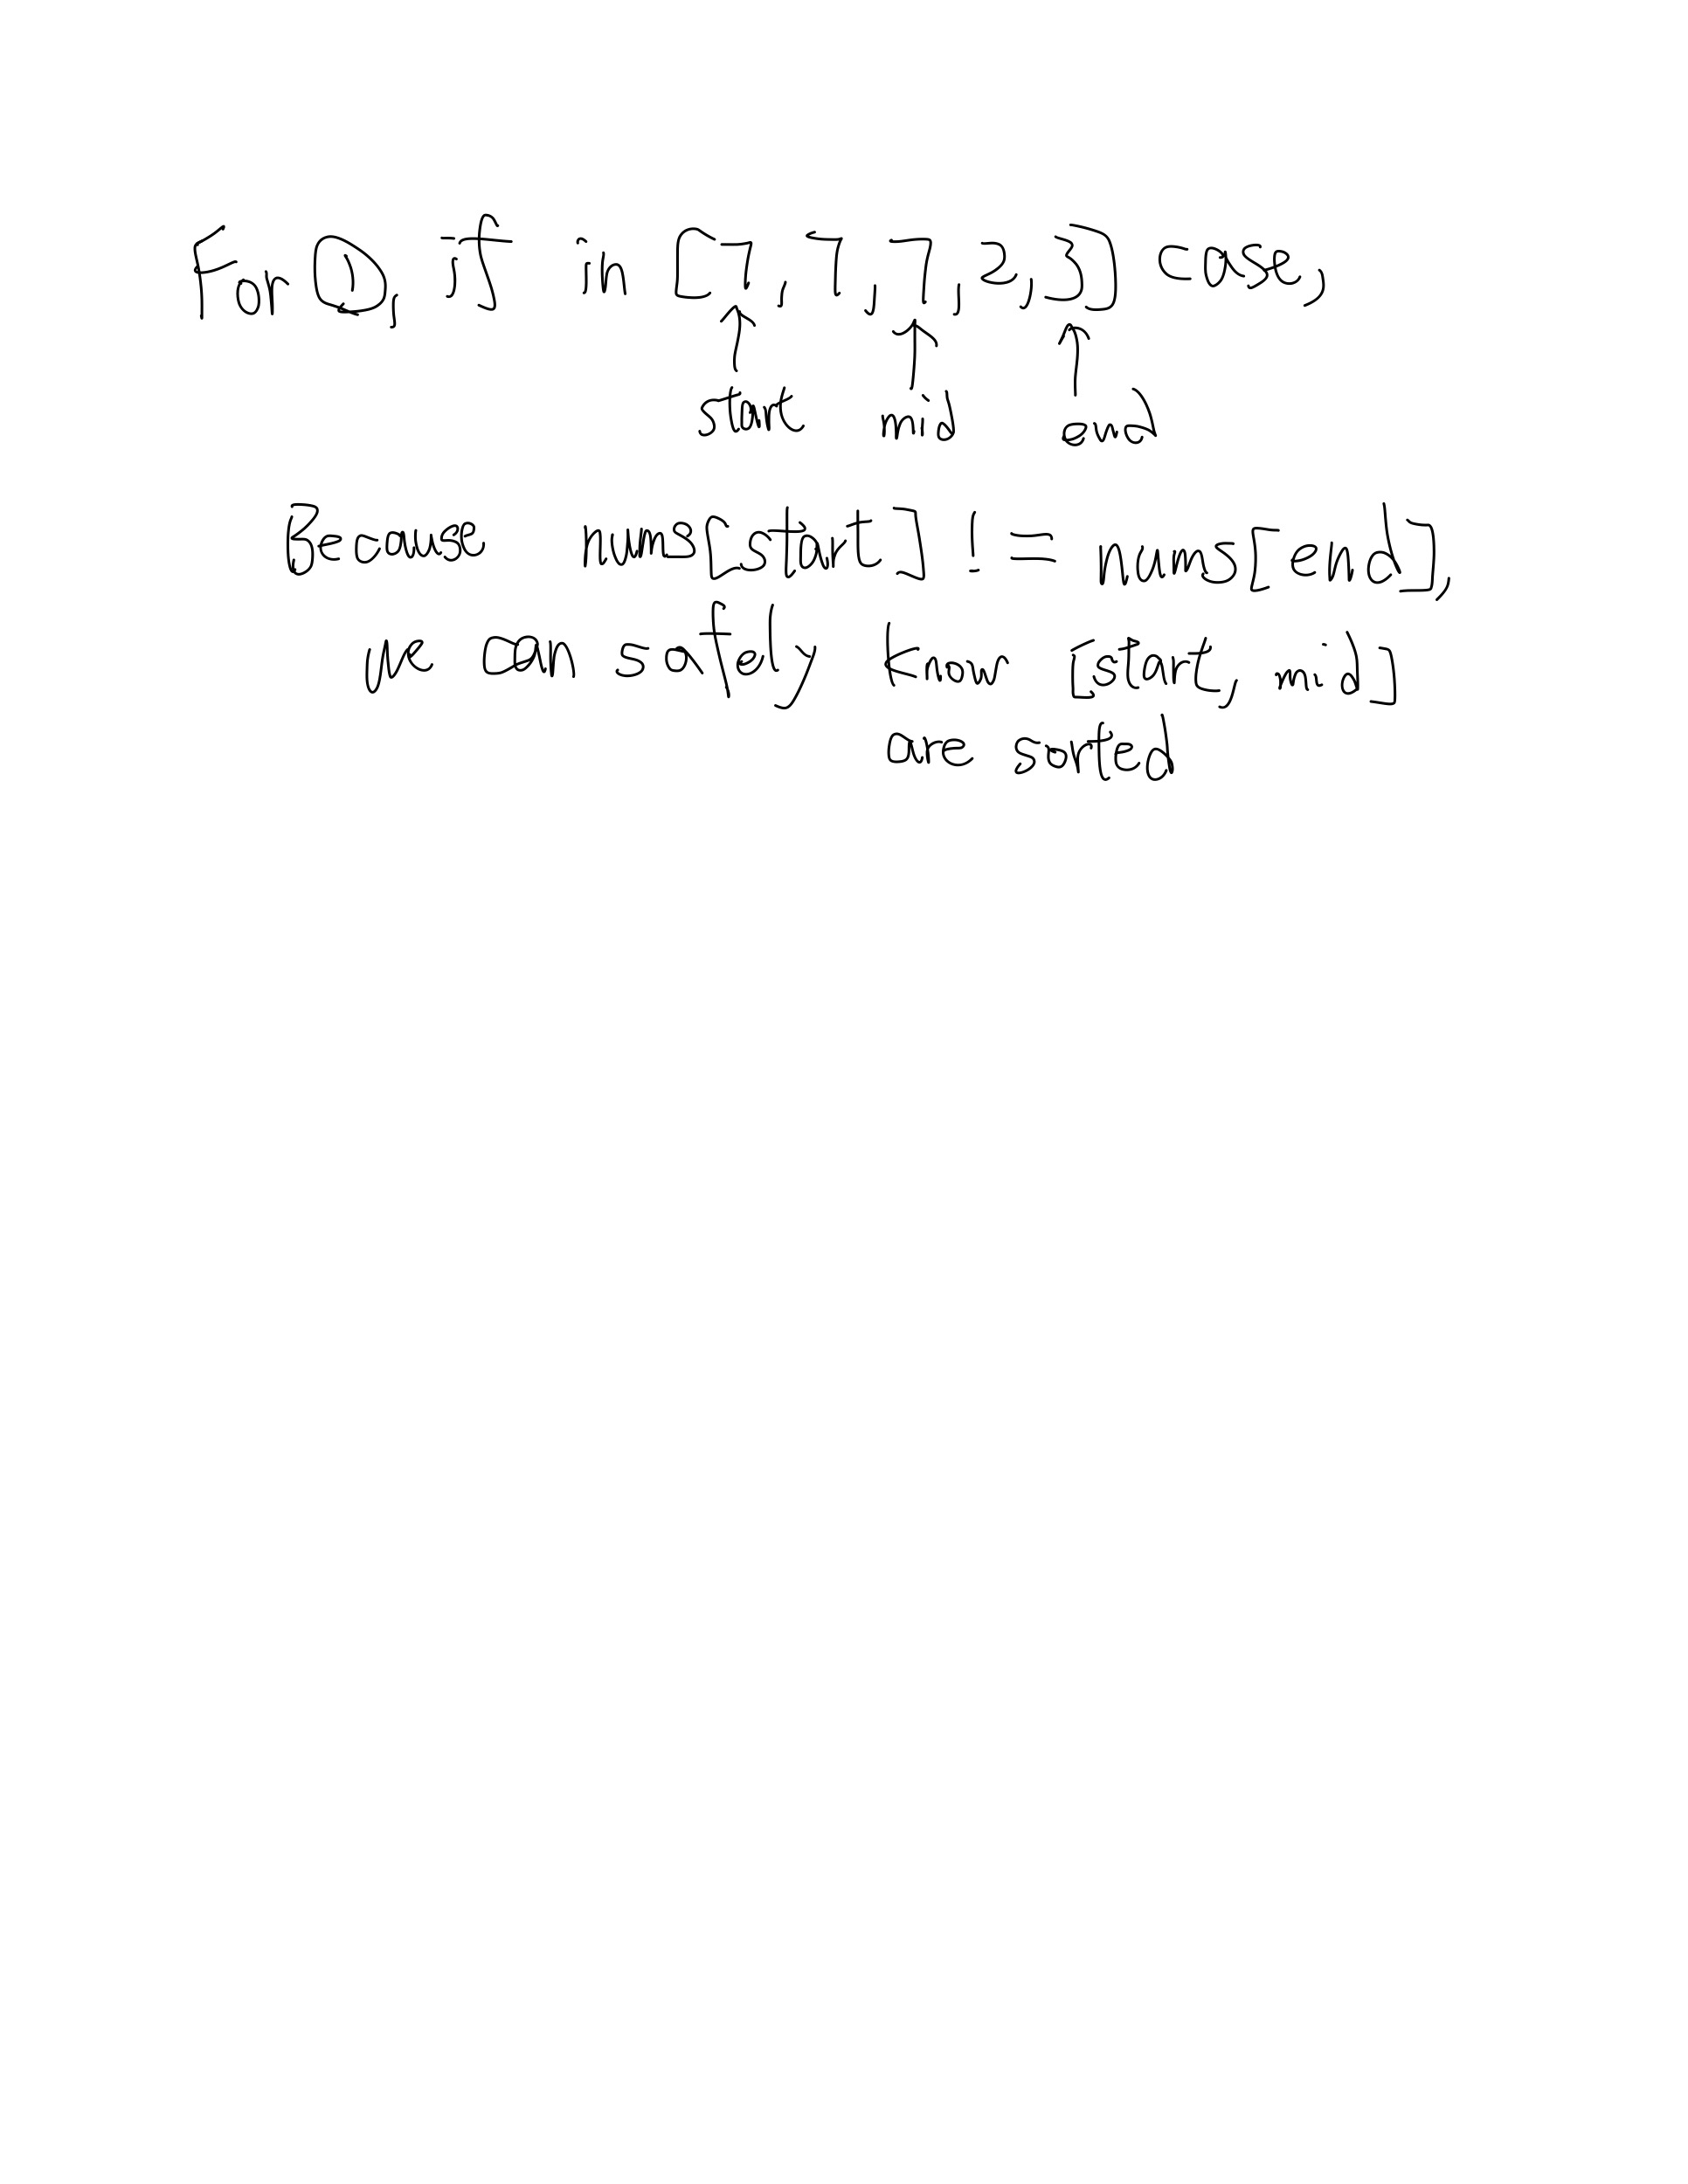 For ①, if in [7, 7, 7, 2, 3] case,
start mid end
Because nums[start] != nums[end],
we can safely know [start, mid]
are sorted